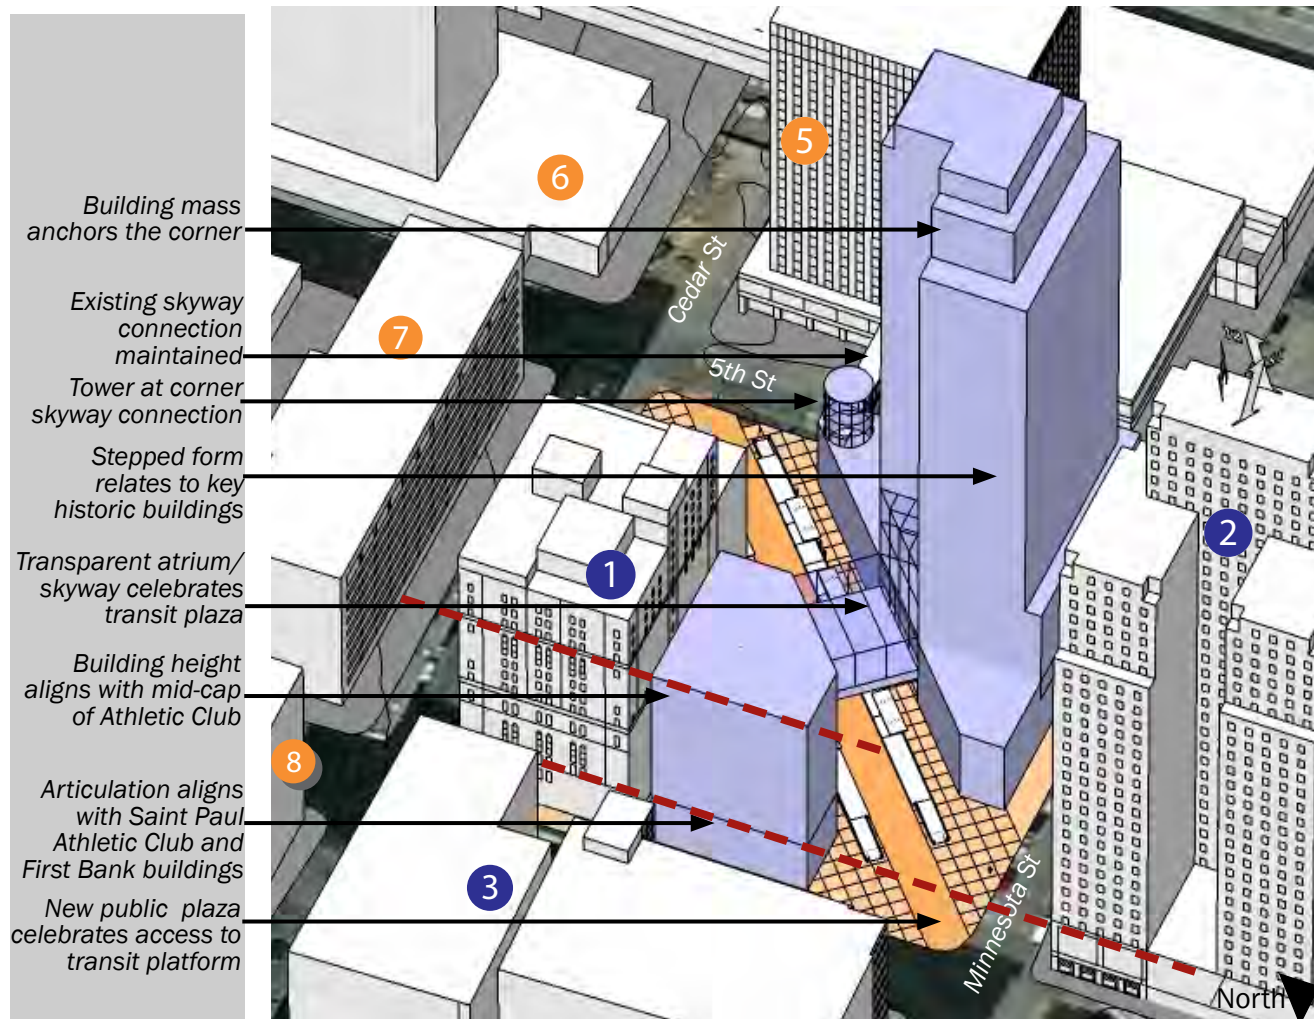 Building mass
anchors the corner
Existing skyway
connection
maintained
Tower at corner
skyway connection
Stepped form
relates to key
historic buildings
Transparent atrium/
skyway celebrates
transit plaza
Building height
aligns with mid-cap
of Athletic Club
Articulation aligns
with Saint Paul
Athletic Club and
First Bank buildings
New public plaza
celebrates access to
transit platform
5
6
Cedar St
7
5th St
2
1
8
3
Minnesota St
North